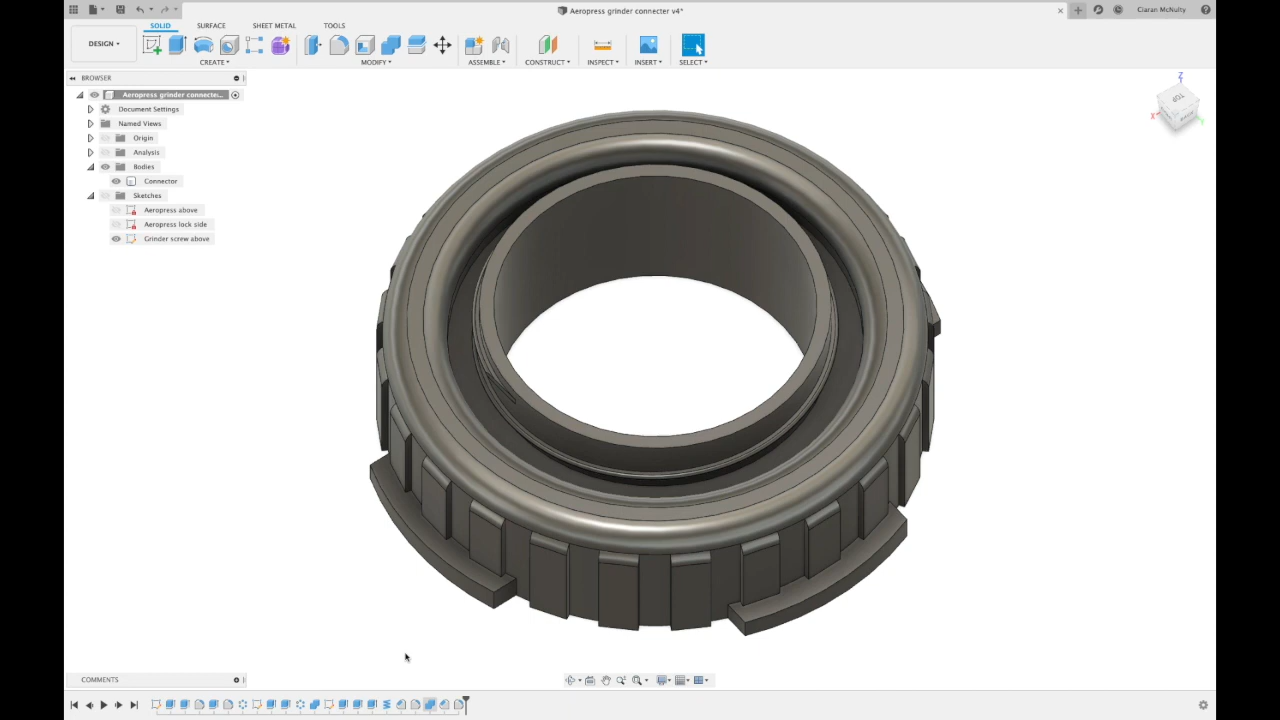 Aeropress grinder connecter v4*
Ciaran McNulty
SOLID SURFACE SHEET METAL TOOLS
DESIGN
CREATE MODIFY ASSEMBLE CONSTRUCT INSPECT INSERT SELECT
BROWSER
Aeropress grinder connecte...
Document Settings
Named Views
Origin
Analysis
Bodies
Connector
Sketches
Aeropress above
Aeropress lock side
Grinder screw above
Z
TOP
X
COMMENTS